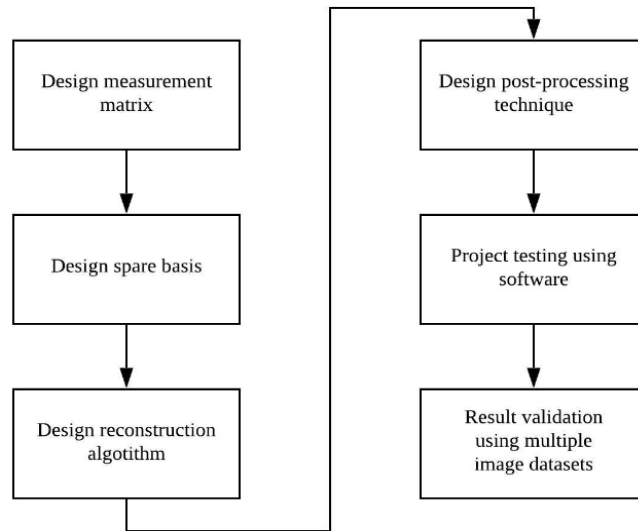 Design measurement
matrix
Design spare basis
Design reconstruction
algotithm
Design post-processing
technique
Project testing using
software
Result validation
using multiple
image datasets